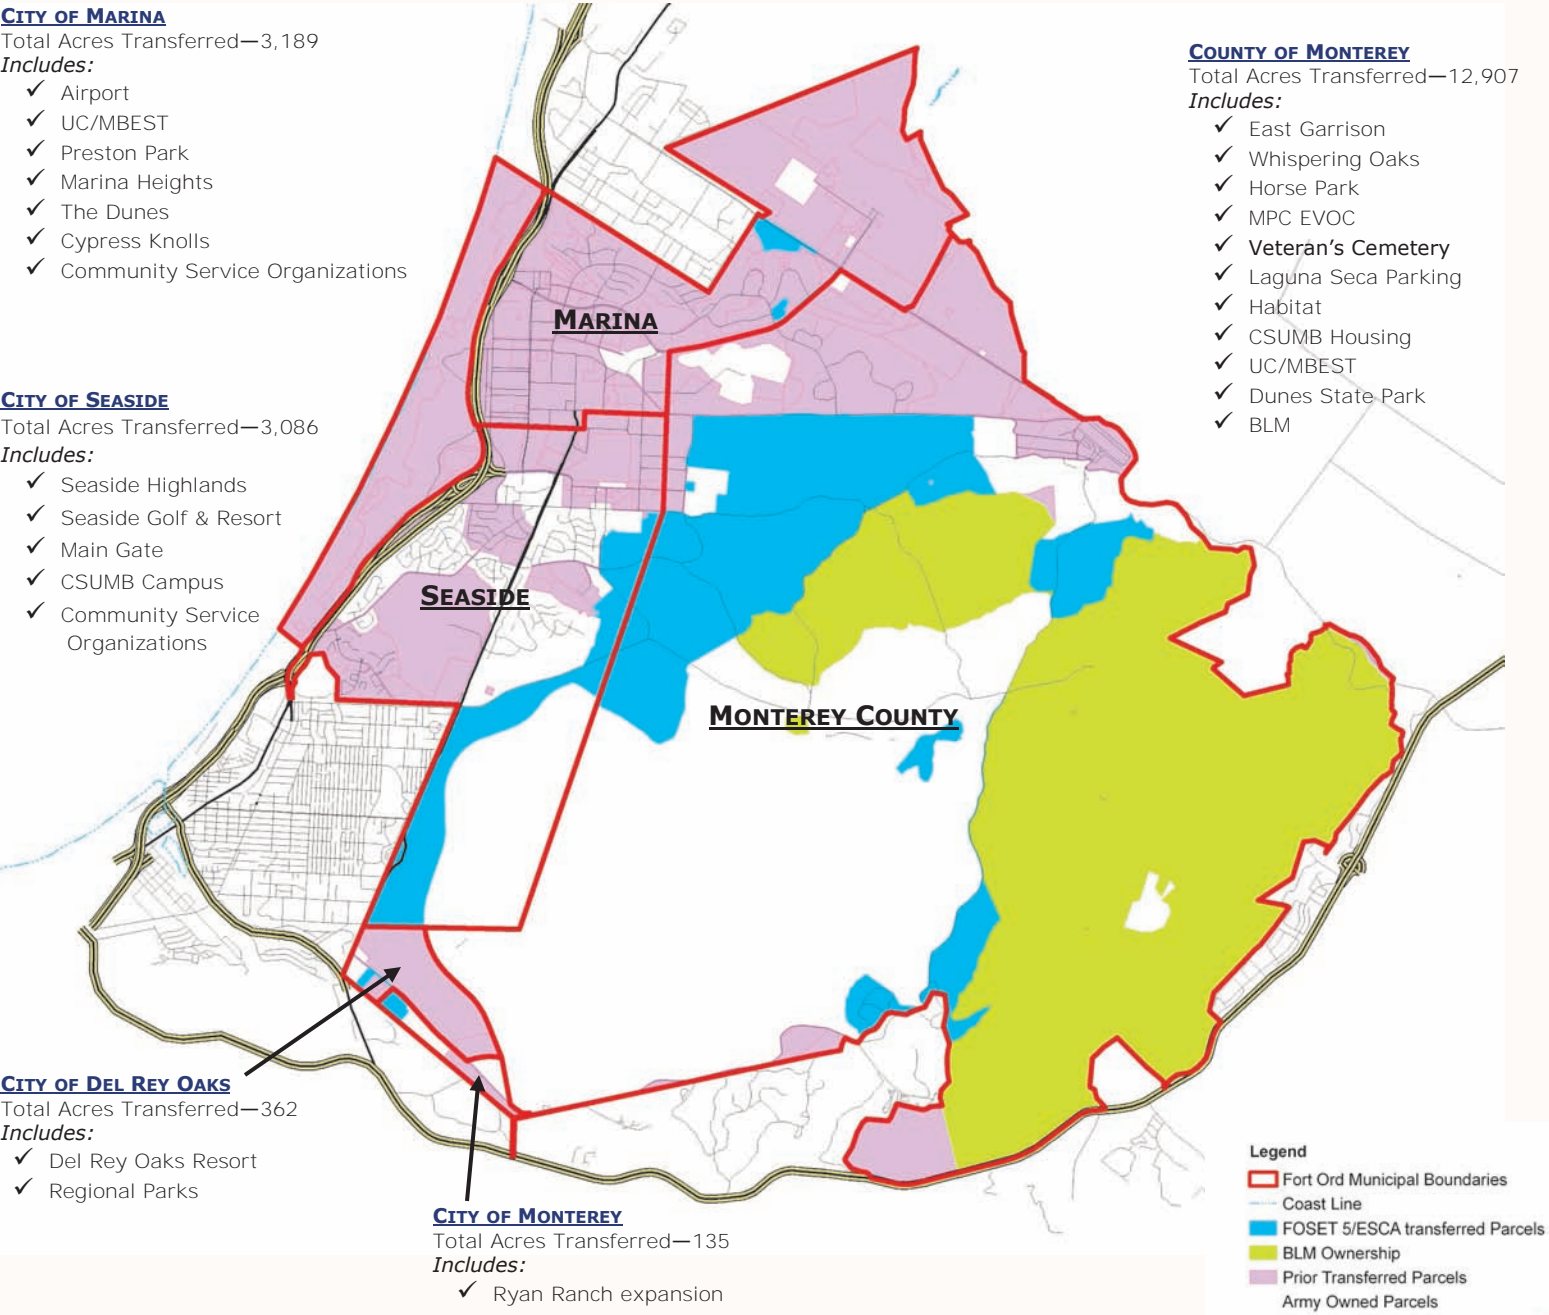 CITY OF MARINA
Total Acres Transferred—3,189
Includes:
✓ Airport
✓ UC/MBEST
✓ Preston Park
✓ Marina Heights
✓ The Dunes
✓ Cypress Knolls
✓ Community Service Organizations
COUNTY OF MONTEREY
Total Acres Transferred—12,907
Includes:
✓ East Garrison
✓ Whispering Oaks
✓ Horse Park
✓ MPC EVOC
✓ Veteran's Cemetery
✓ Laguna Seca Parking
✓ Habitat
✓ CSUMB Housing
✓ UC/MBEST
✓ Dunes State Park
✓ BLM
MARINA
CITY OF SEASIDE
Total Acres Transferred—3,086
Includes:
✓ Seaside Highlands
✓ Seaside Golf & Resort
✓ Main Gate
✓ CSUMB Campus
✓ Community Service
Organizations
SEASIDE
MONTEREY COUNTY
CITY OF DEL REY OAKS
Total Acres Transferred—362
Includes:
✓ Del Rey Oaks Resort
✓ Regional Parks
CITY OF MONTEREY
Total Acres Transferred—135
Includes:
✓ Ryan Ranch expansion
Legend
Fort Ord Municipal Boundaries
Coast Line
FOSET 5/ESCA transferred Parcels
BLM Ownership
Prior Transferred Parcels
Army Owned Parcels